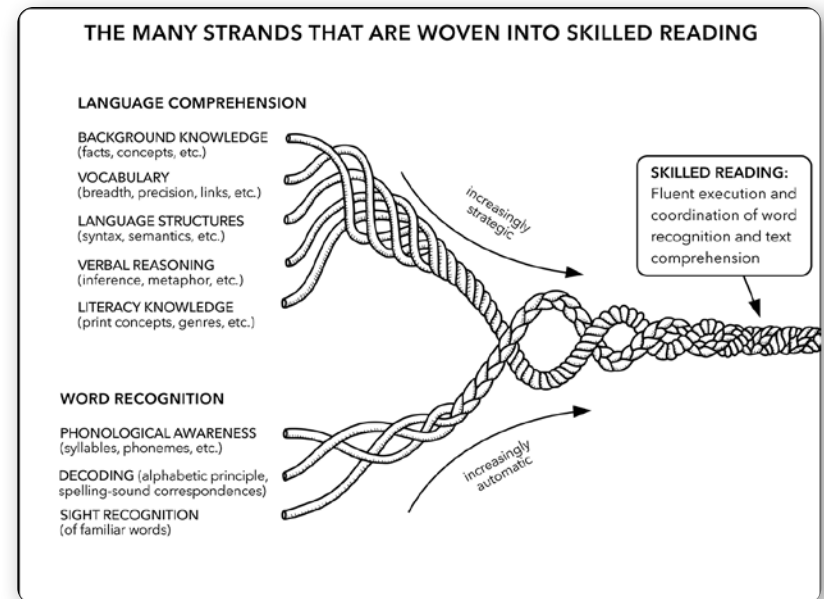 THE MANY STRANDS THAT ARE WOVEN INTO SKILLED READING
LANGUAGE COMPREHENSION
BACKGROUND KNOWLEDGE
(facts, concepts, etc.)
VOCABULARY
(breadth, precision, links, etc.)
LANGUAGE STRUCTURES
(syntax, semantics, etc.)
VERBAL REASONING
(inference, metaphor, etc.)
LITERACY KNOWLEDGE
(print concepts, genres, etc.)
increasingly
strategic
SKILLED READING:
Fluent execution and
coordination of word
recognition and text
comprehension
WORD RECOGNITION
PHONOLOGICAL AWARENESS
(syllables, phonemes, etc.)
DECODING (alphabetic principle,
spelling-sound correspondences)
SIGHT RECOGNITION
(of familiar words)
increasingly
automatic